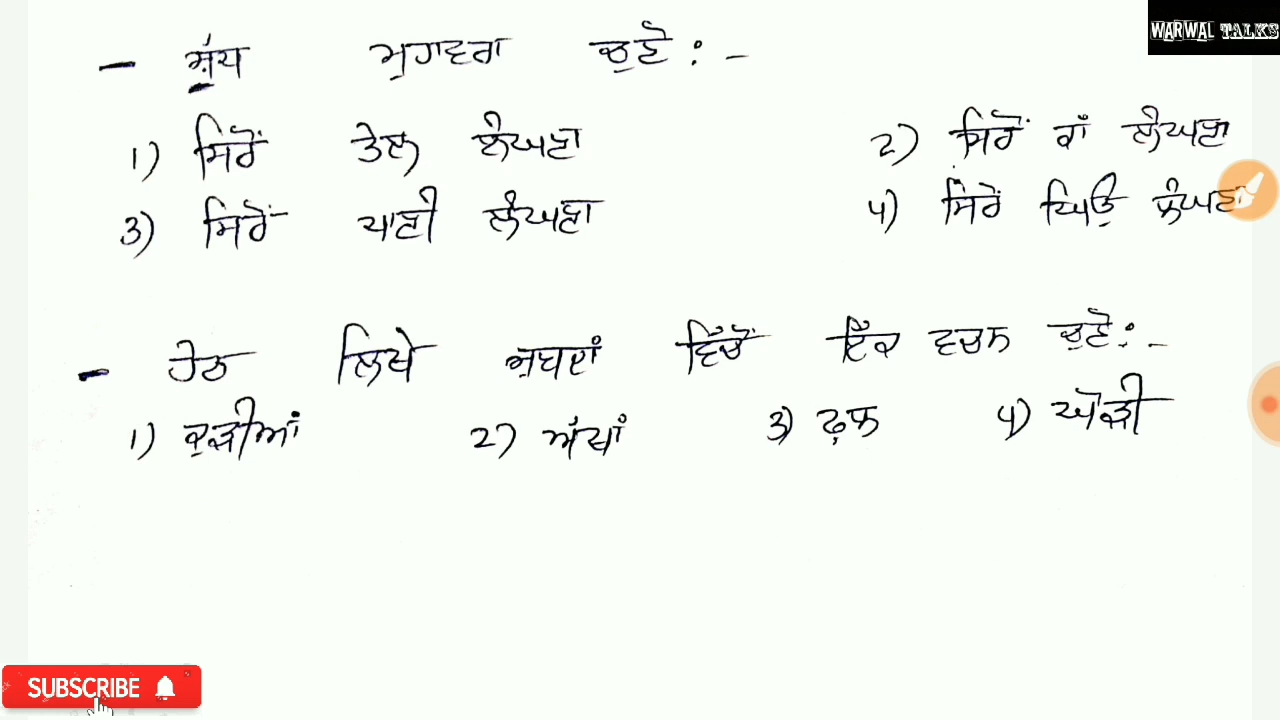 WARWAL TALKS
- ਸ਼ੁੱਧ ਮੁਹਾਵਰਾ ਚੁਣੋ :-
1) ਸਿਰੋਂ ਤੇਲ ਲੰਘਣਾ 2) ਸਿਰੋਂ ਕਾਂ ਲੰਘਣਾ
3) ਸਿਰੋਂ ਪਾਣੀ ਲੰਘਣਾ 4) ਸਿਰੋਂ ਘਿਓ ਲੰਘਣਾ
- ਹੇਠ ਲਿਖੇ ਸ਼ਬਦਾਂ ਵਿੱਚੋਂ ਇੱਕ ਵਚਨ ਚੁਣੋ :-
1) ਕੁੜੀਆਂ 2) ਅੱਖਾਂ 3) 4)
SUBSCRIBE